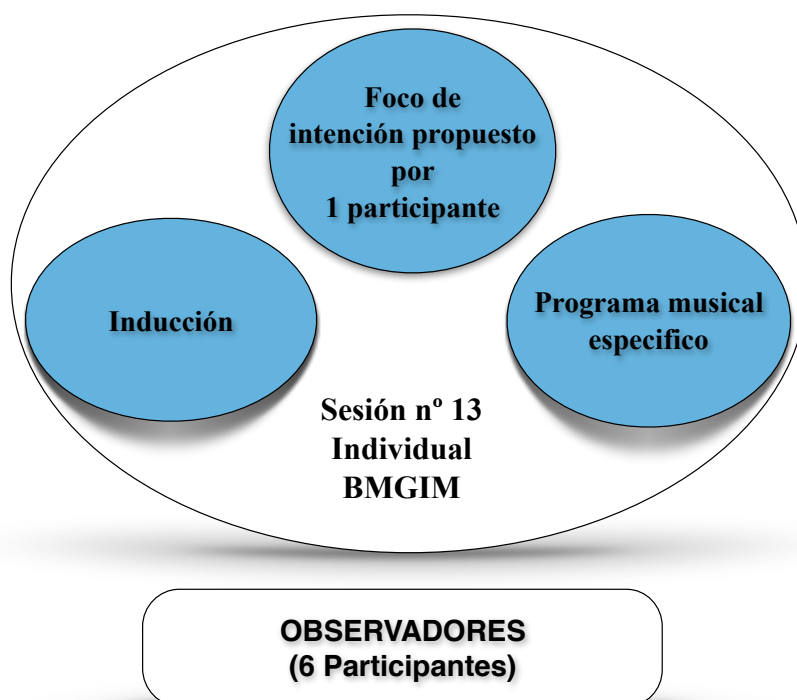 Foco de
intención propuesto
por
1 participante
Inducción
Programa musical
especifico
Sesión nº 13
Individual
BMGIM
OBSERVADORES
(6 Participantes)